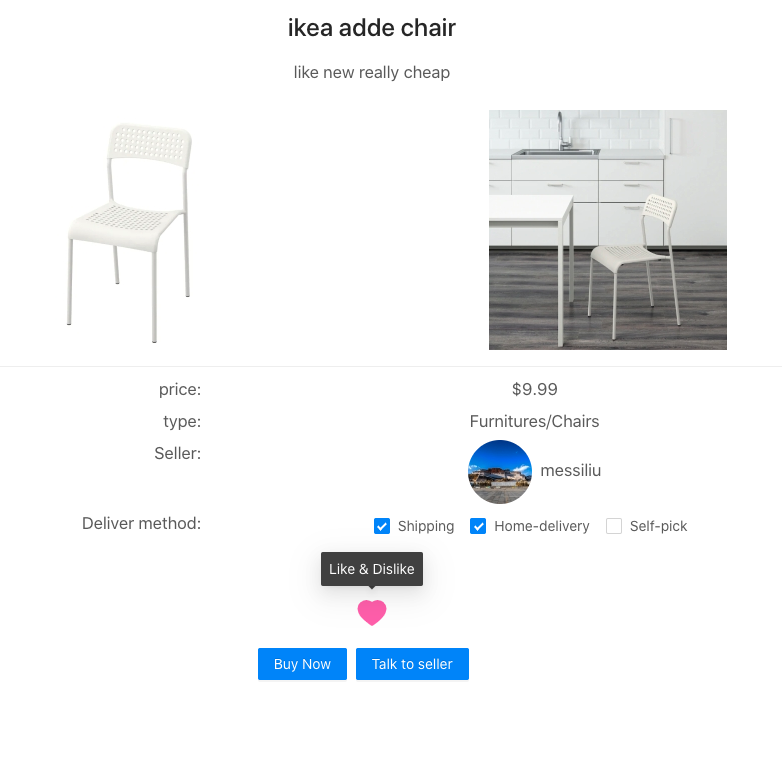 ikea adde chair
like new really cheap
price: $9.99
type: Furnitures/Chairs
Seller: messiliu
Deliver method: Shipping Home-delivery Self-pick
Like & Dislike
Buy Now Talk to seller